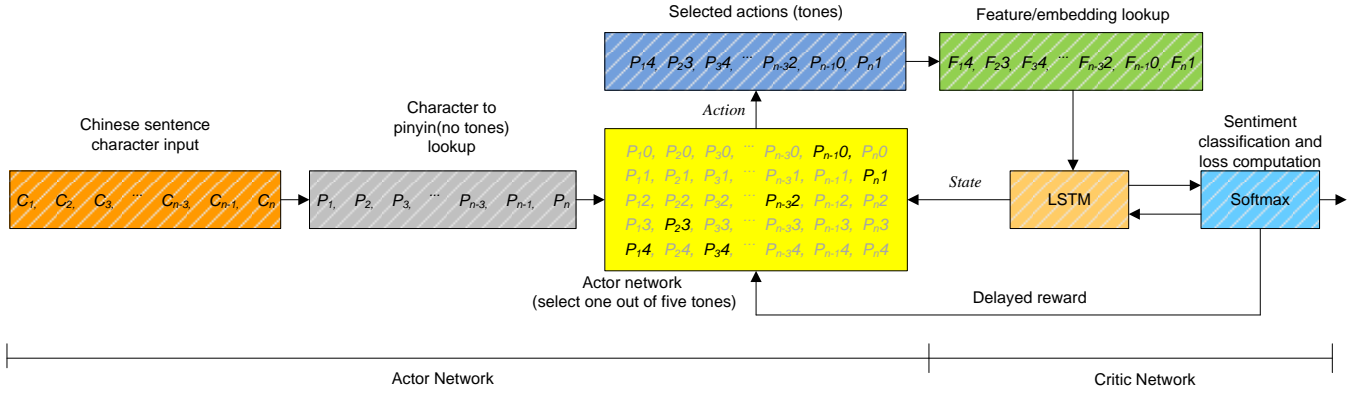 Selected actions (tones)
Feature/embedding lookup
P₁4, P₂3, P₃4, ... Pₙ₋₃2, Pₙ₋₁0, Pₙ1
F₁4, F₂3, F₃4, ... Fₙ₋₃2, Fₙ₋₁0, Fₙ1
Character to
pinyin(no tones)
lookup
Action
Chinese sentence
character input
Sentiment
classification and
loss computation
C₁, C₂, C₃, ... Cₙ₋₃, Cₙ₋₁, Cₙ
P₁, P₂, P₃, ... Pₙ₋₃, Pₙ₋₁, Pₙ
P₁0, P₂0, P₃0, ... Pₙ₋₃0, Pₙ₋₁0, Pₙ0
P₁1, P₂1, P₃1, ... Pₙ₋₃1, Pₙ₋₁1, Pₙ1
P₁2, P₂2, P₃2, ... Pₙ₋₃2, Pₙ₋₁2, Pₙ2
P₁3, P₂3, P₃3, ... Pₙ₋₃3, Pₙ₋₁3, Pₙ3
P₁4, P₂4, P₃4, ... Pₙ₋₃4, Pₙ₋₁4, Pₙ4
State
LSTM
Softmax
Actor network
(select one out of five tones)
Delayed reward
Actor Network
Critic Network